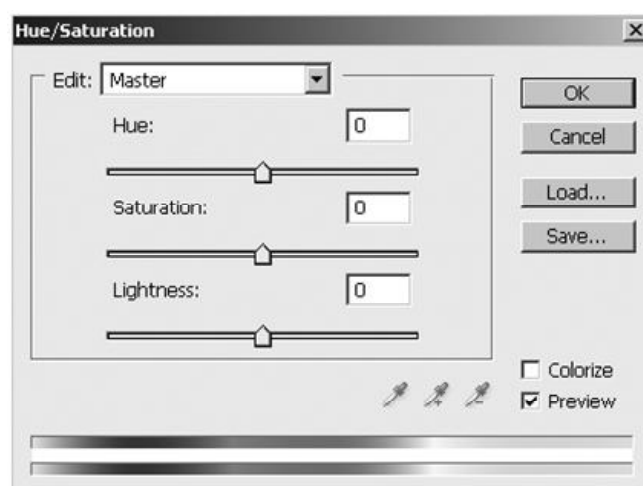 Hue/Saturation
Edit: Master
Hue: 0
Saturation: 0
Lightness: 0
OK
Cancel
Load...
Save...
Colorize
Preview